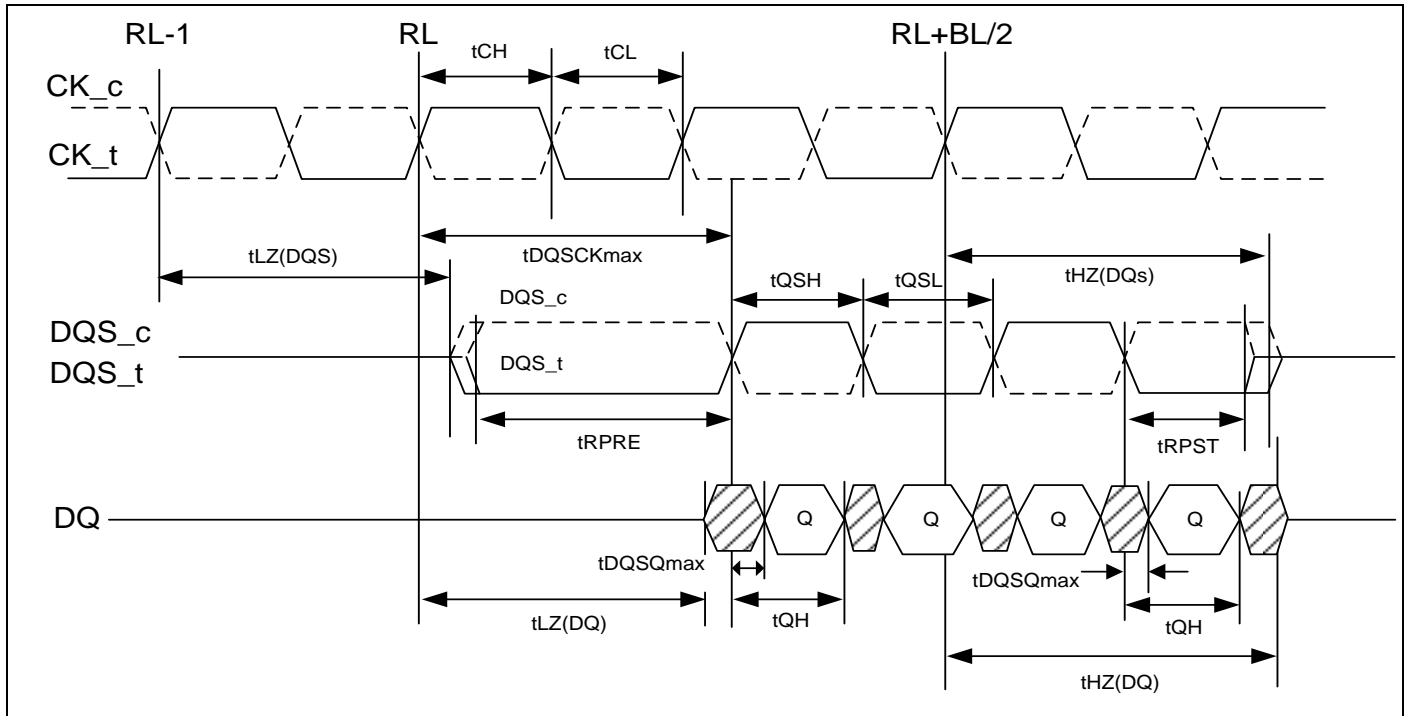 RL-1
RL
RL+BL/2
tCH
tCL
CK_c
CK_t
tLZ(DQS)
tDQSCKmax
tHZ(DQs)
tQSH
tQSL
DQS_c
DQS_c
DQS_t
DQS_t
tRPRE
tRPST
DQ
Q
Q
Q
Q
tDQSQmax
tDQSQmax
tLZ(DQ)
tQH
tQH
tHZ(DQ)